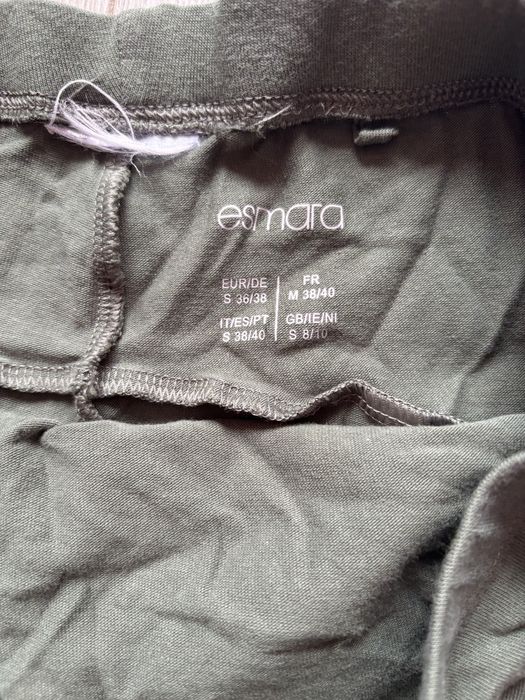 esmara
EUR/DE
S 36/38
FR
M 38/40
IT/ES/PT
S 38/40
GB/IE/NI
S 8/10